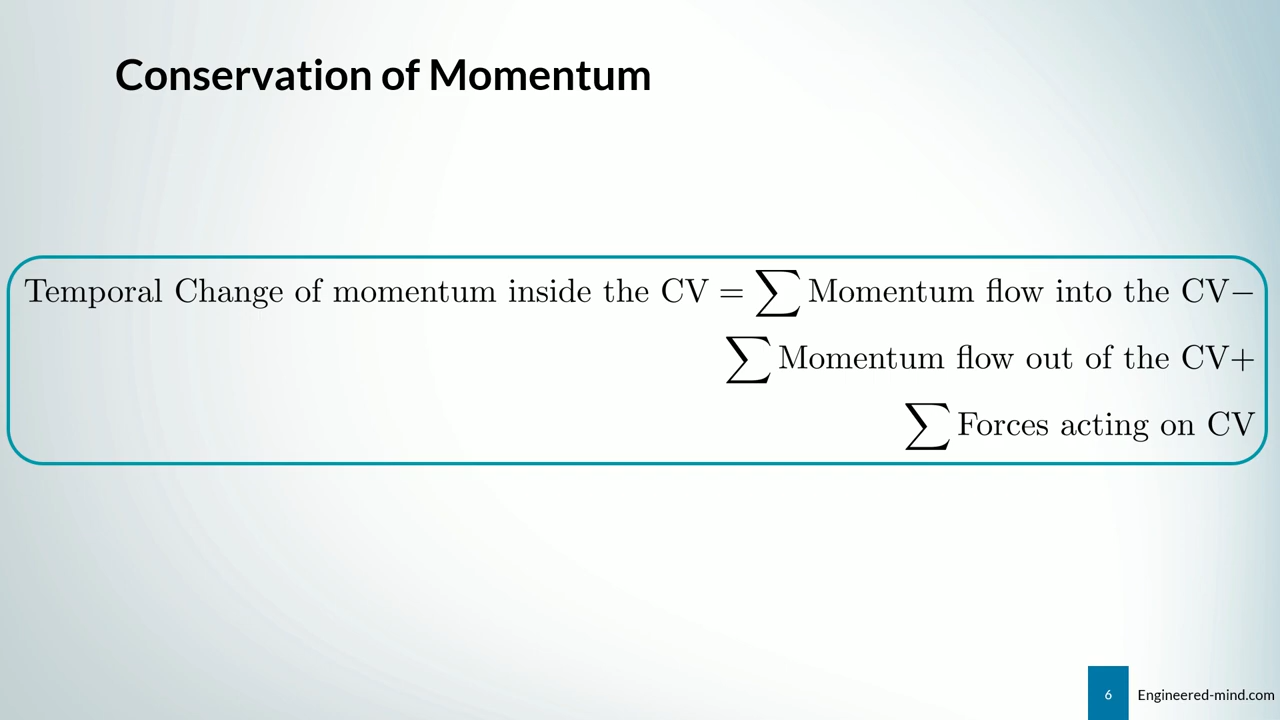 Conservation of Momentum
Temporal Change of momentum inside the CV = ∑ Momentum flow into the CV−
∑ Momentum flow out of the CV+
∑ Forces acting on CV
6 Engineered-mind.com